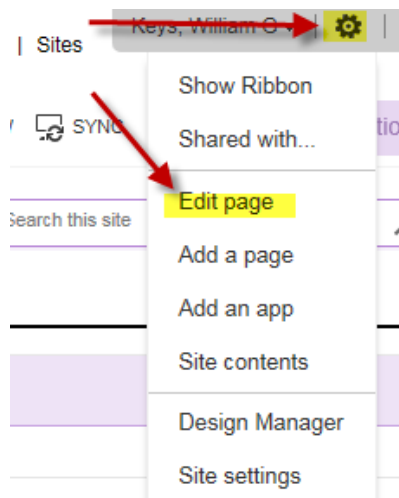 Keys, William G
| Sites
Show Ribbon
SYNC
Shared with...
Edit page
Search this site
Add a page
Add an app
Site contents
Design Manager
Site settings